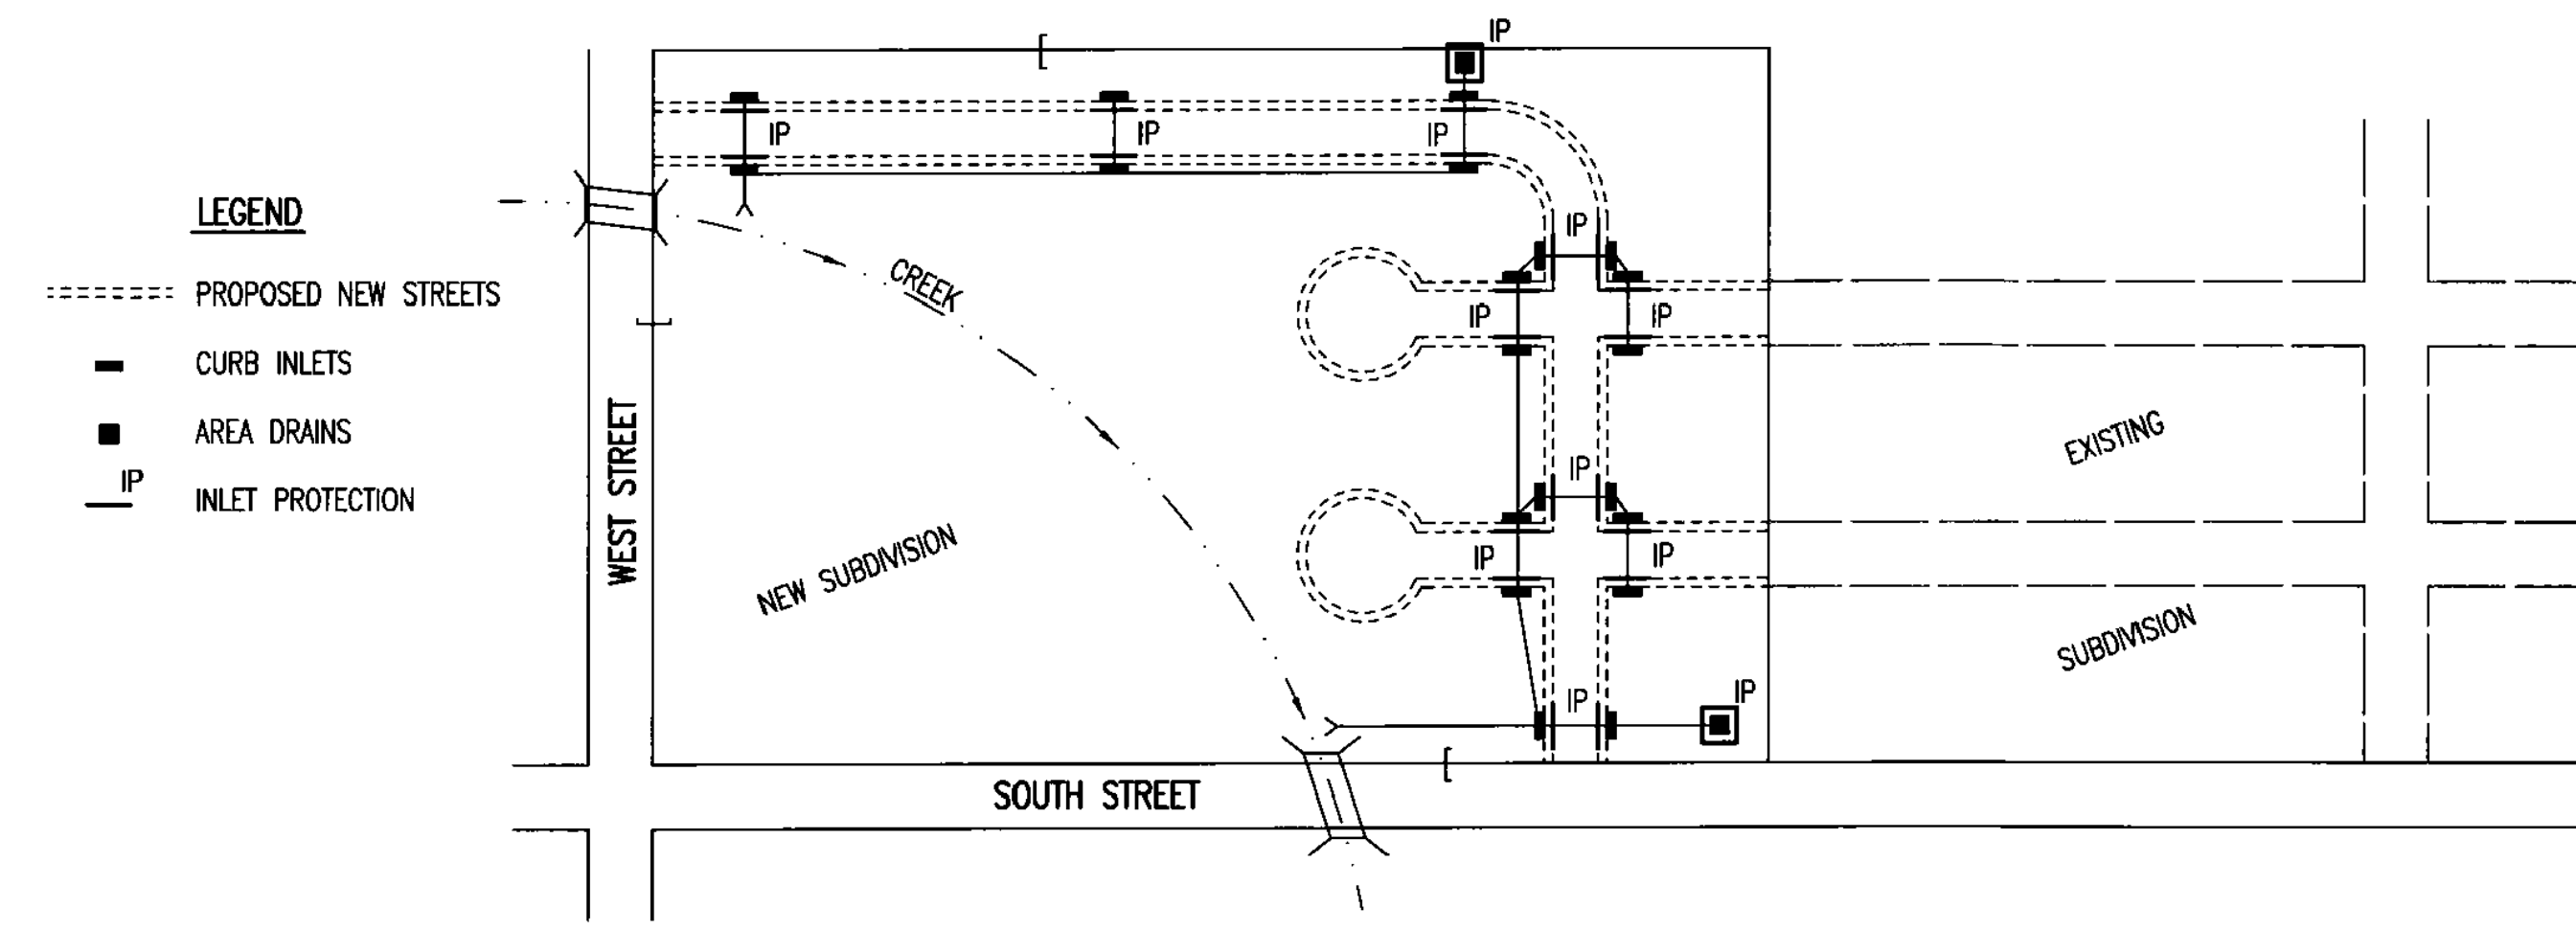 LEGEND
PROPOSED NEW STREETS
CURB INLETS
AREA DRAINS
IP
INLET PROTECTION
WEST STREET
SOUTH STREET
CREEK
NEW SUBDIVISION
EXISTING
SUBDIVISION
IP
IP
IP
IP
IP
IP
IP
IP
IP
IP
IP
IP